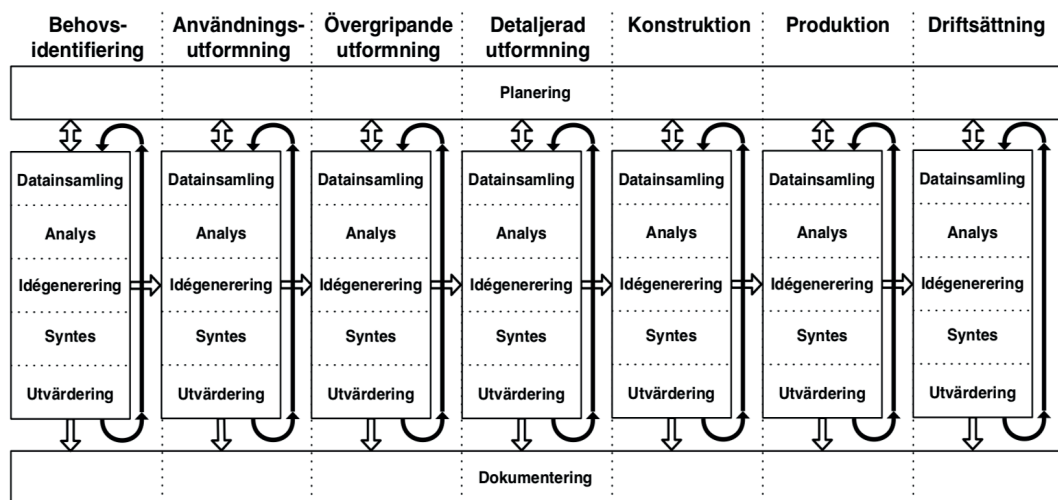 Behovs-
identifiering
Användnings-
utformning
Övergripande
utformning
Detaljerad
utformning
Konstruktion
Produktion
Driftsättning
Planering
Datainsamling Datainsamling Datainsamling Datainsamling Datainsamling Datainsamling Datainsamling
Analys Analys Analys Analys Analys Analys Analys
Idégenerering Idégenerering Idégenerering Idégenerering Idégenerering Idégenerering Idégenerering
Syntes Syntes Syntes Syntes Syntes Syntes Syntes
Utvärdering Utvärdering Utvärdering Utvärdering Utvärdering Utvärdering Utvärdering
Dokumentering